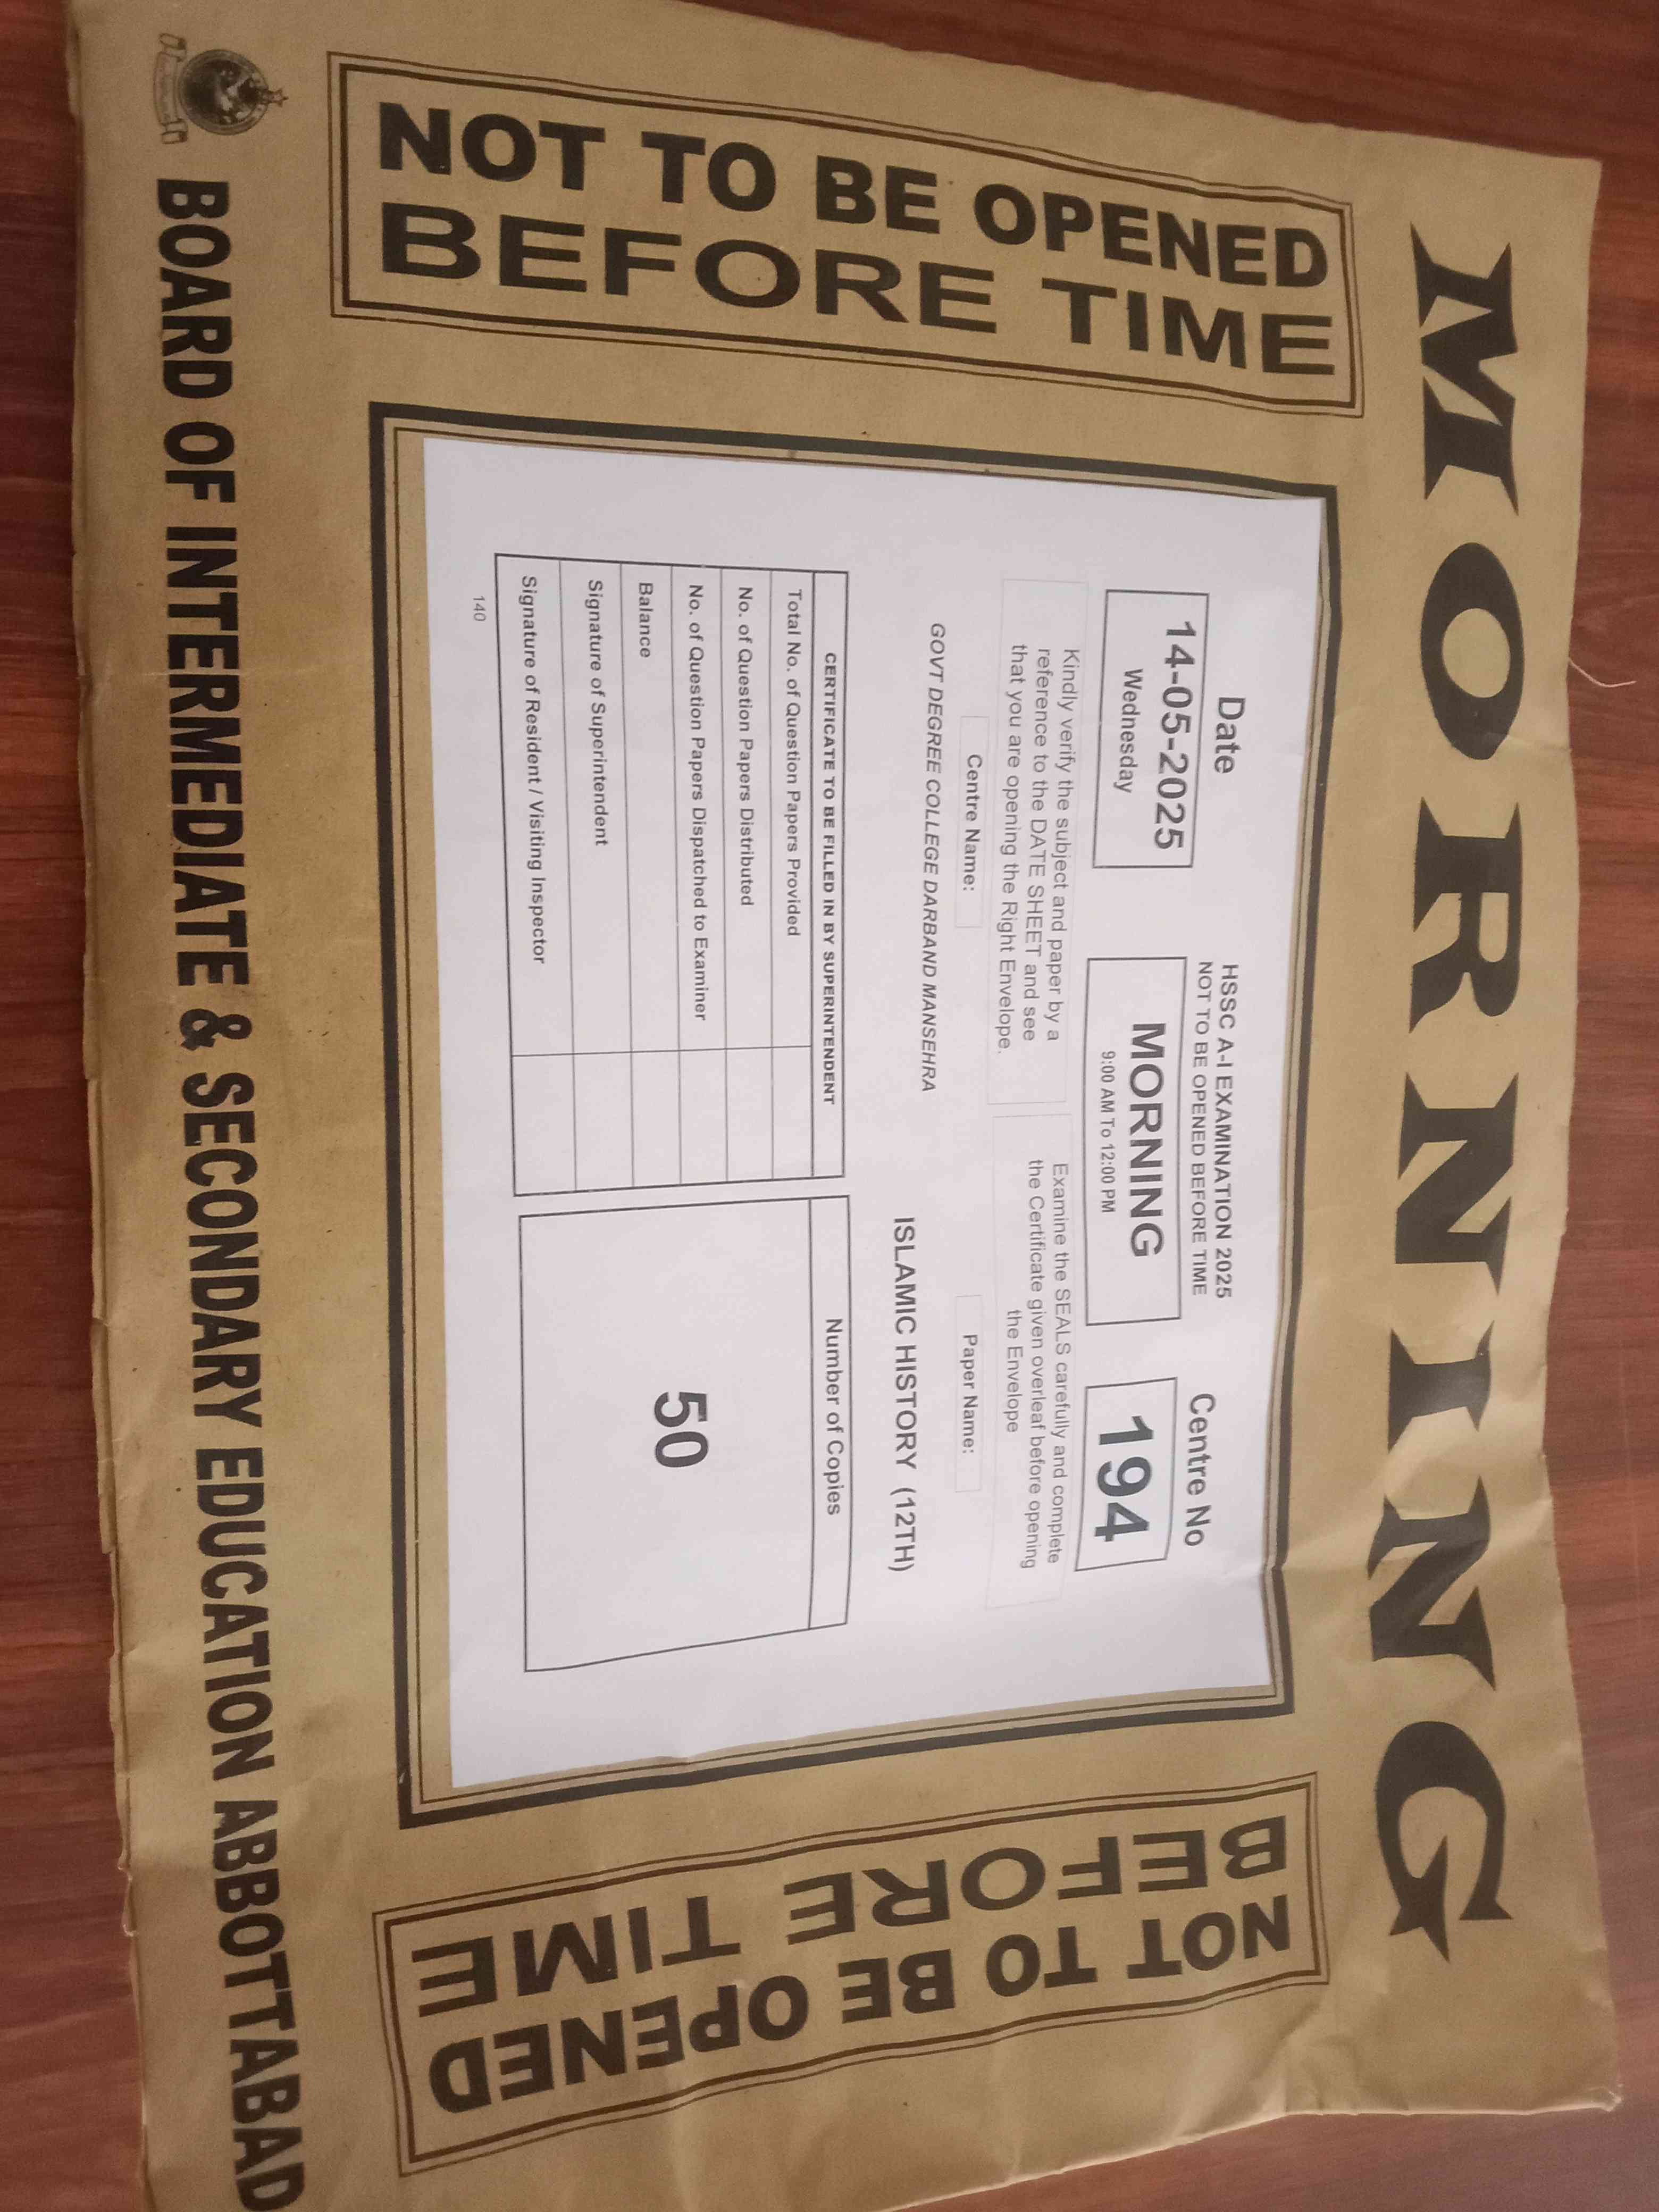 MORNING
NOT TO BE OPENED
BEFORE TIME
Date
14-05-2025
Wednesday
HSSC A-I EXAMINATION 2025
NOT TO BE OPENED BEFORE TIME
MORNING
9:00 AM To 12:00 PM
Centre No
194
Kindly verify the subject and paper by a
reference to the DATE SHEET and see
that you are opening the Right Envelope.
Examine the SEALS carefully and complete
the Certificate given overleaf before opening
the Envelope
Centre Name:
GOVT DEGREE COLLEGE DARBAND MANSEHRA
Paper Name:
ISLAMIC HISTORY (12TH)
CERTIFICATE TO BE FILLED IN BY SUPERINTENDENT
Total No. of Question Papers Provided
No. of Question Papers Distributed
No. of Question Papers Dispatched to Examiner
Balance
Signature of Superintendent
Signature of Resident / Visiting Inspector
Number of Copies
50
140
NOT TO BE OPENED
BEFORE TIME
BOARD OF INTERMEDIATE & SECONDARY EDUCATION ABBOTTABAD